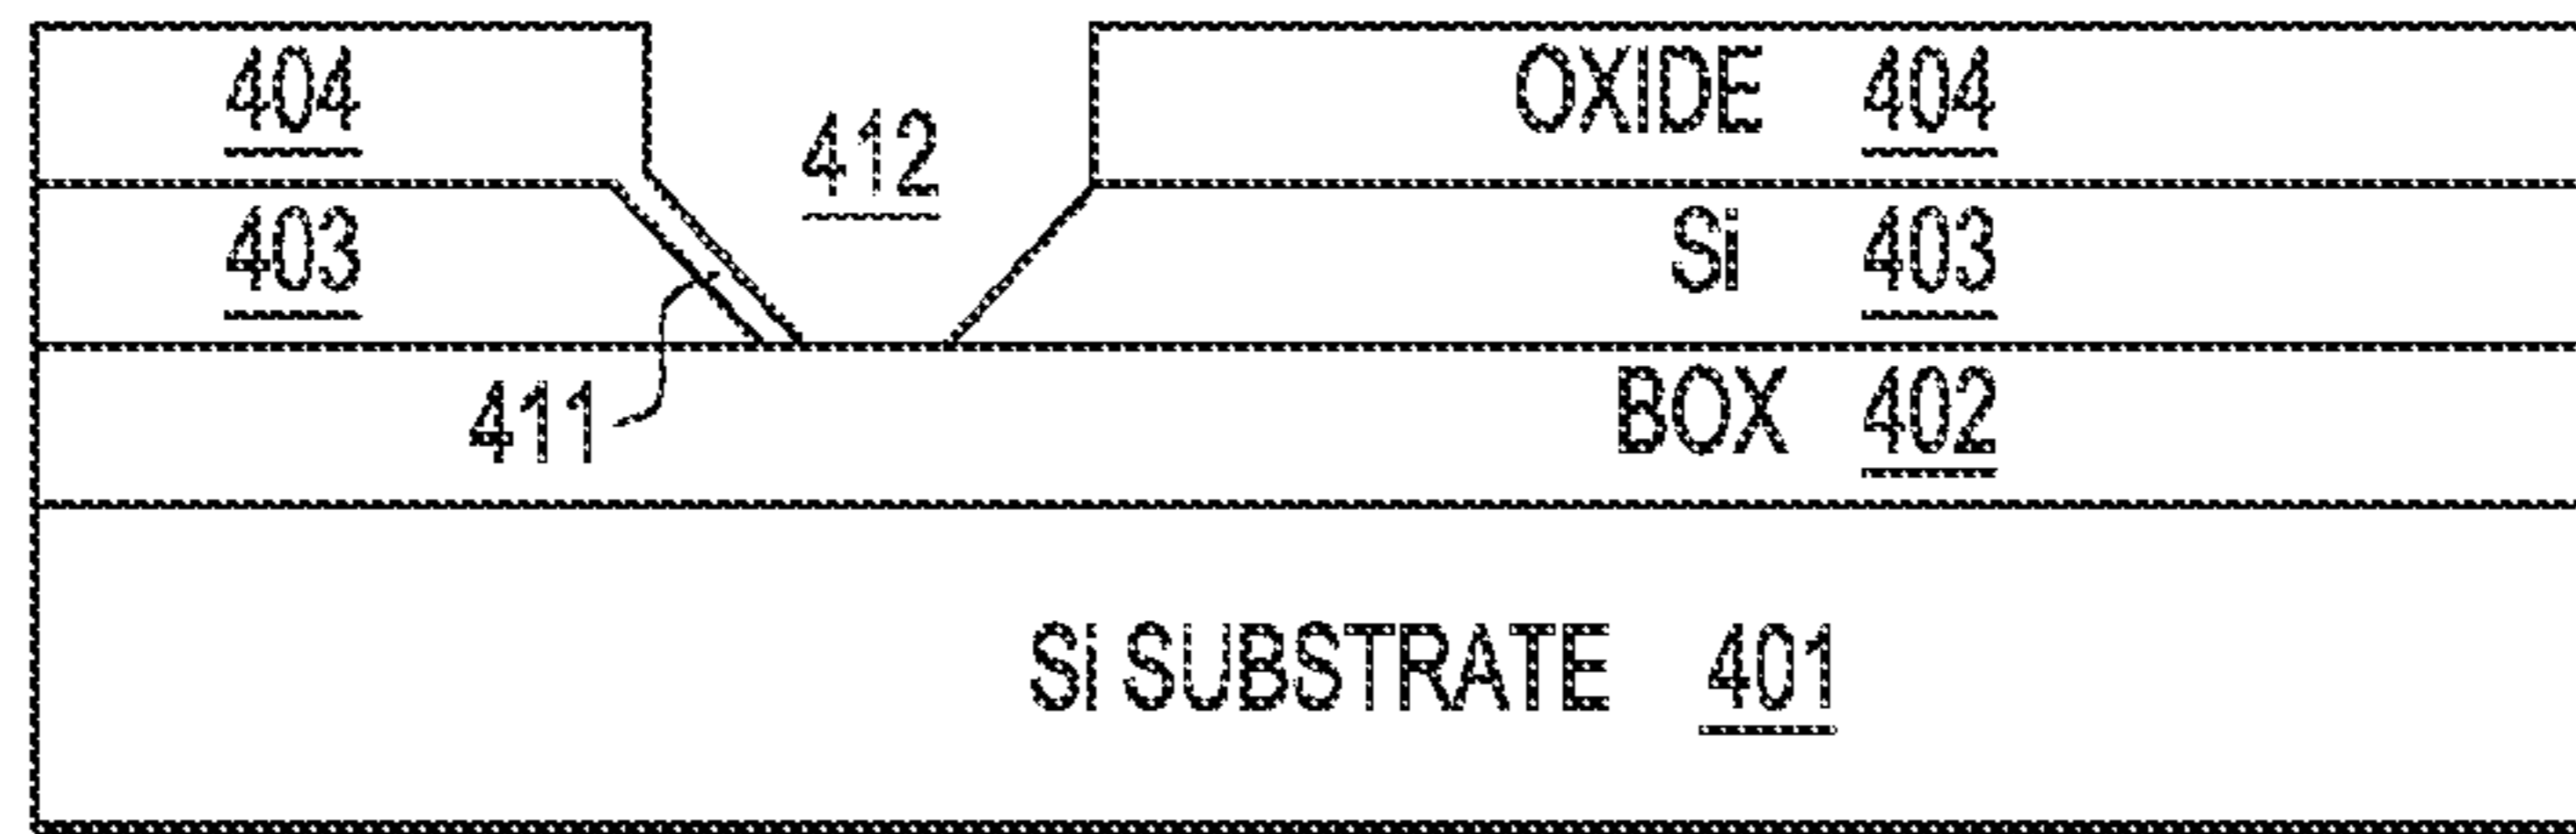 404
OXIDE 404
412
403
Si 403
411
BOX 402
Si SUBSTRATE 401